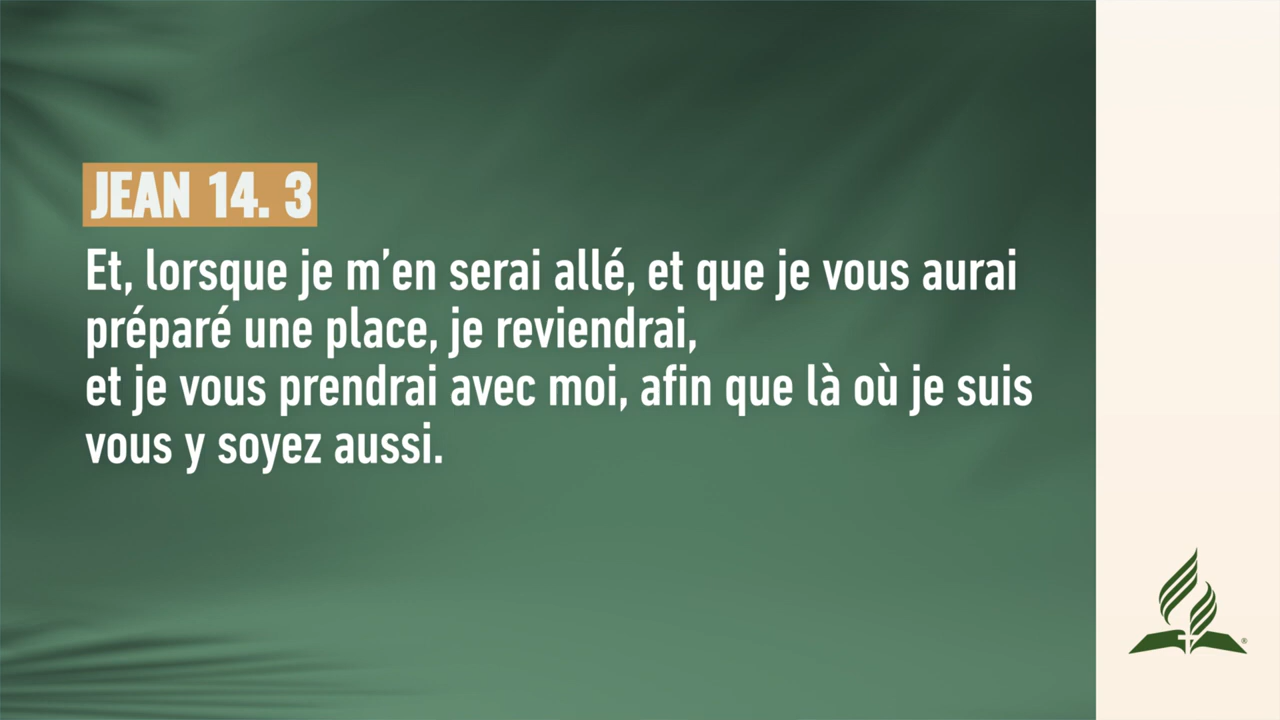 JEAN 14. 3
Et, lorsque je m’en serai allé, et que je vous aurai
préparé une place, je reviendrai,
et je vous prendrai avec moi, afin que là où je suis
vous y soyez aussi.
®